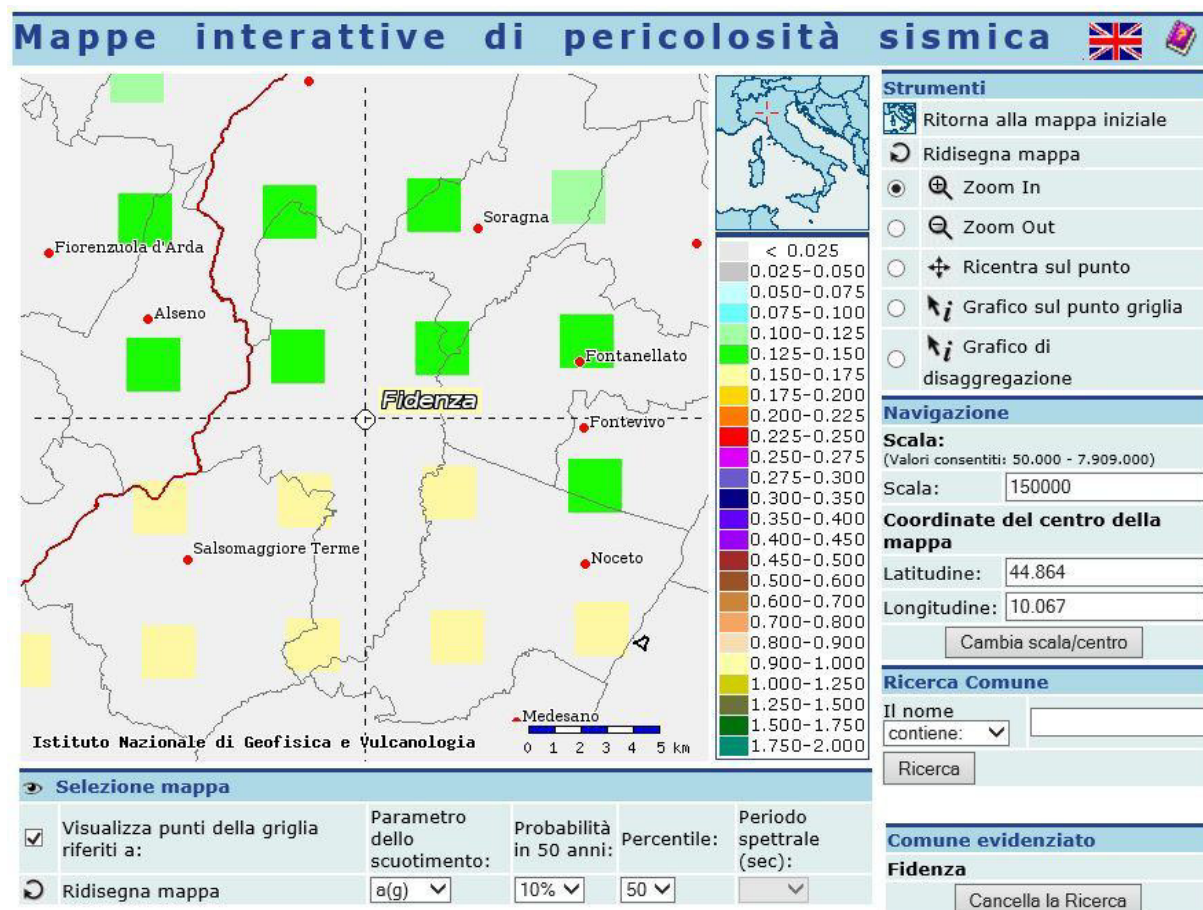 Mappe interattive di pericolosità sismica
Soragna
Fiorenzuola d'Arda
Alseno
Fontanellato
Fidenza
Fontevivo
Salsomaggiore Terme
Noceto
Medesano
Istituto Nazionale di Geofisica e Vulcanologia
0 1 2 3 4 5 km
< 0.025
0.025-0.050
0.050-0.075
0.075-0.100
0.100-0.125
0.125-0.150
0.150-0.175
0.175-0.200
0.200-0.225
0.225-0.250
0.250-0.275
0.275-0.300
0.300-0.350
0.350-0.400
0.400-0.450
0.450-0.500
0.500-0.600
0.600-0.700
0.700-0.800
0.800-0.900
0.900-1.000
1.000-1.250
1.250-1.500
1.500-1.750
1.750-2.000
Strumenti
Ritorna alla mappa iniziale
Ridisegna mappa
Zoom In
Zoom Out
Ricentra sul punto
Grafico sul punto griglia
Grafico di
disaggregazione
Navigazione
Scala:
(Valori consentiti: 50.000 - 7.909.000)
Scala: 150000
Coordinate del centro della
mappa
Latitudine: 44.864
Longitudine: 10.067
Cambia scala/centro
Ricerca Comune
Il nome
contiene:
Ricerca
Comune evidenziato
Fidenza
Cancella la Ricerca
Selezione mappa
Visualizza punti della griglia
riferiti a:
Parametro
dello
scuotimento:
Probabilità
in 50 anni:
Percentile:
Periodo
spettrale
(sec):
Ridisegna mappa
a(g)
10%
50